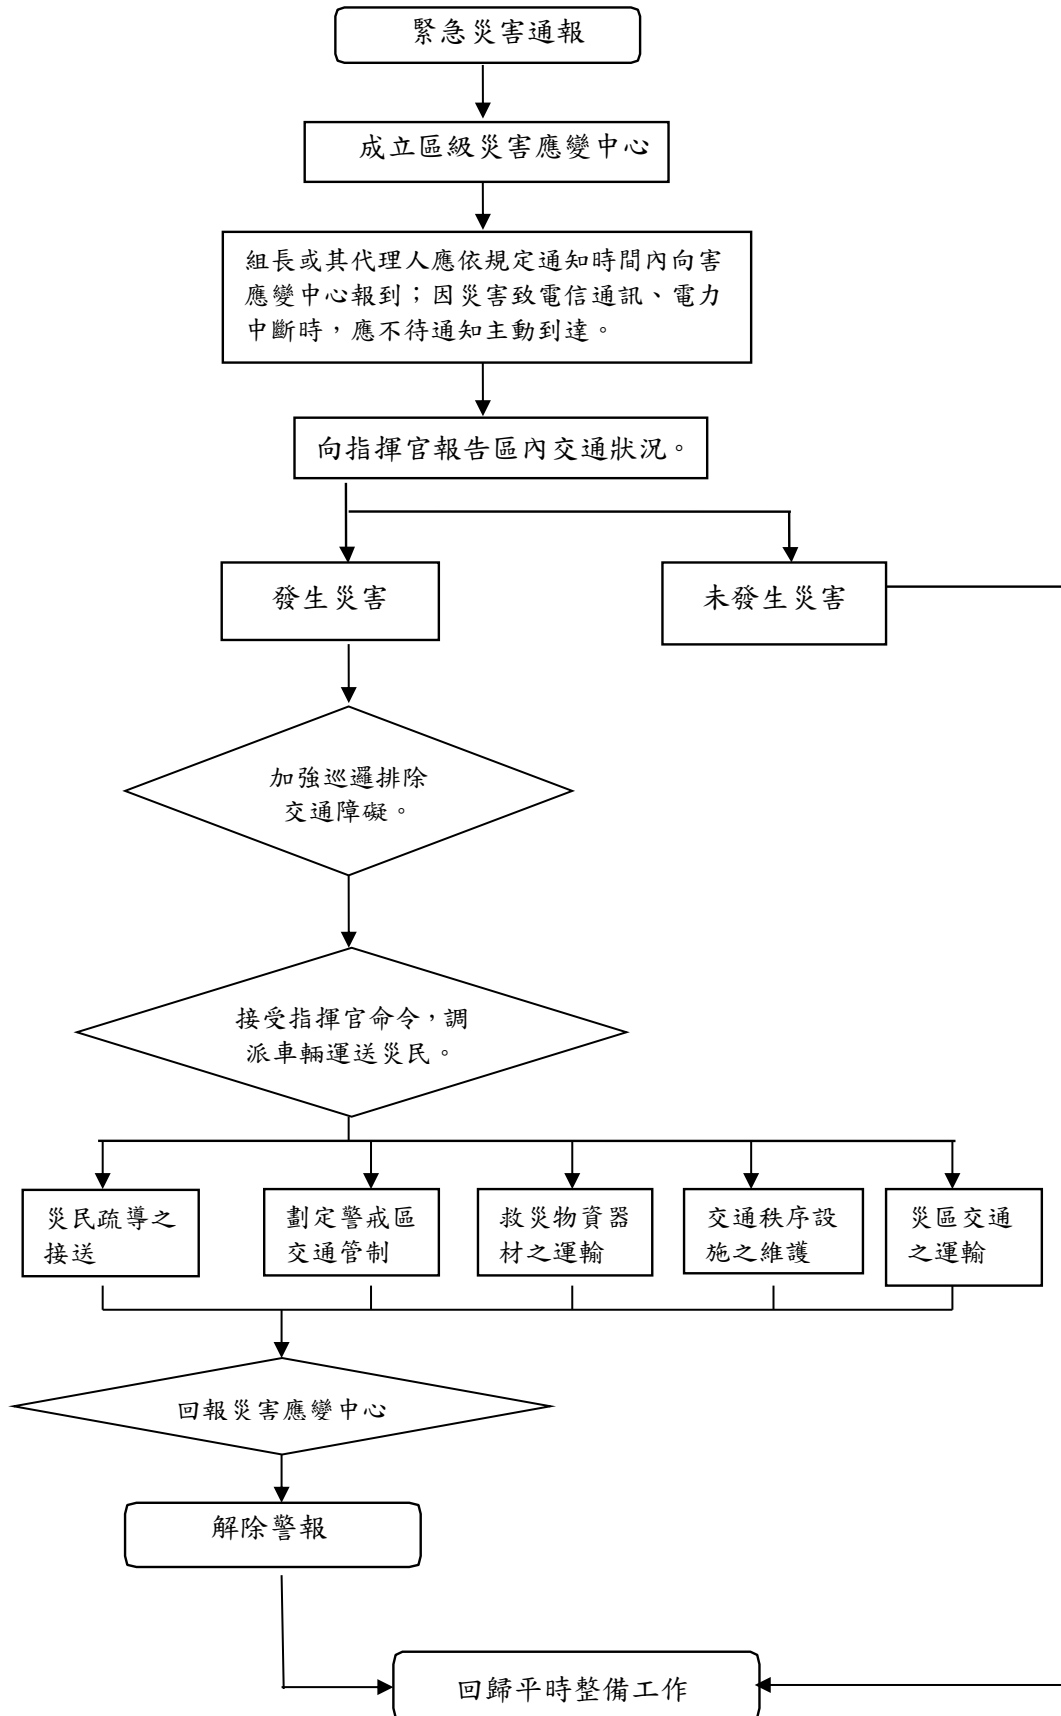 緊急災害通報
成立區級災害應變中心
組長或其代理人應依規定通知時間內向害
應變中心報到；因災害致電信通訊、電力
中斷時，應不待通知主動到達。
向指揮官報告區內交通狀況。
發生災害
未發生災害
加強巡邏排除
交通障礙。
接受指揮官命令，調
派車輛運送災民。
災民疏導之
接送
劃定警戒區
交通管制
救災物資器
材之運輸
交通秩序設
施之維護
災區交通
之運輸
回報災害應變中心
解除警報
回歸平時整備工作